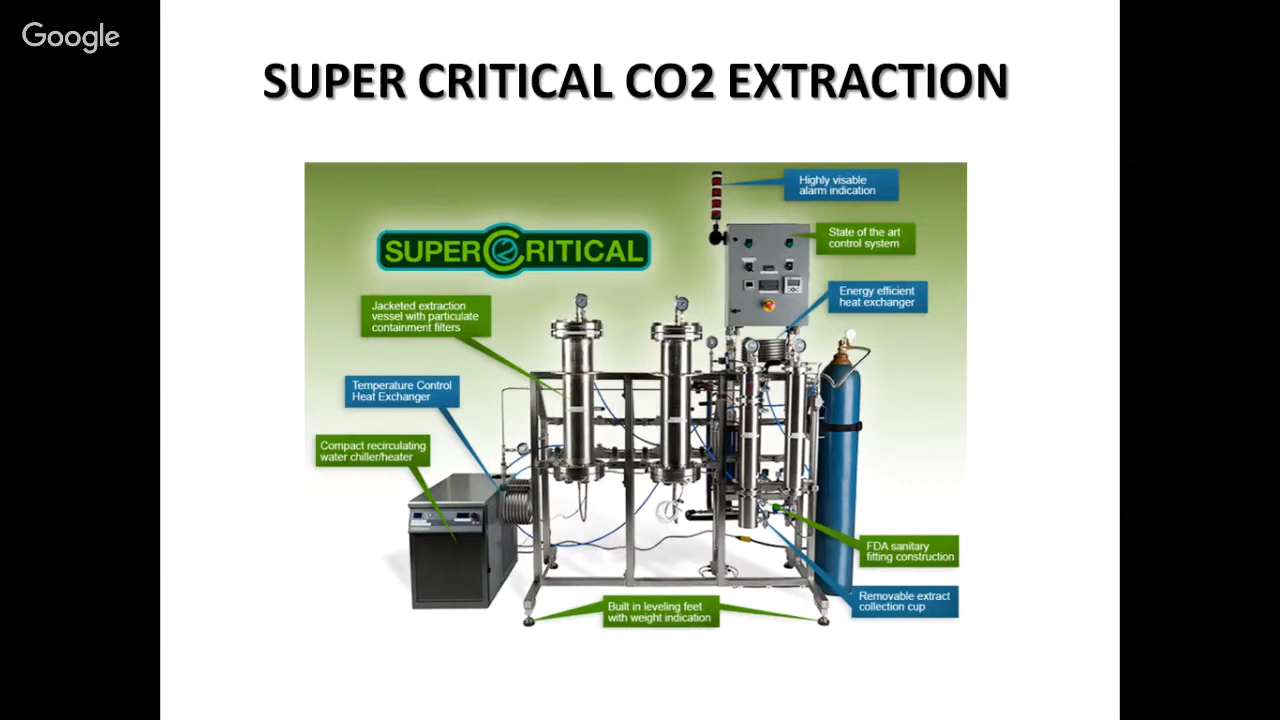 Google
SUPER CRITICAL CO2 EXTRACTION
Highly visable
alarm indication
SUPERCRITICAL
State of the art
control system
Energy efficient
heat exchanger
Jacketed extraction
vessel with particulate
containment filters
Temperature Control
Heat Exchanger
Compact recirculating
water chiller/heater
FDA sanitary
fitting construction
Removable extract
collection cup
Built in leveling feet
with weight indication